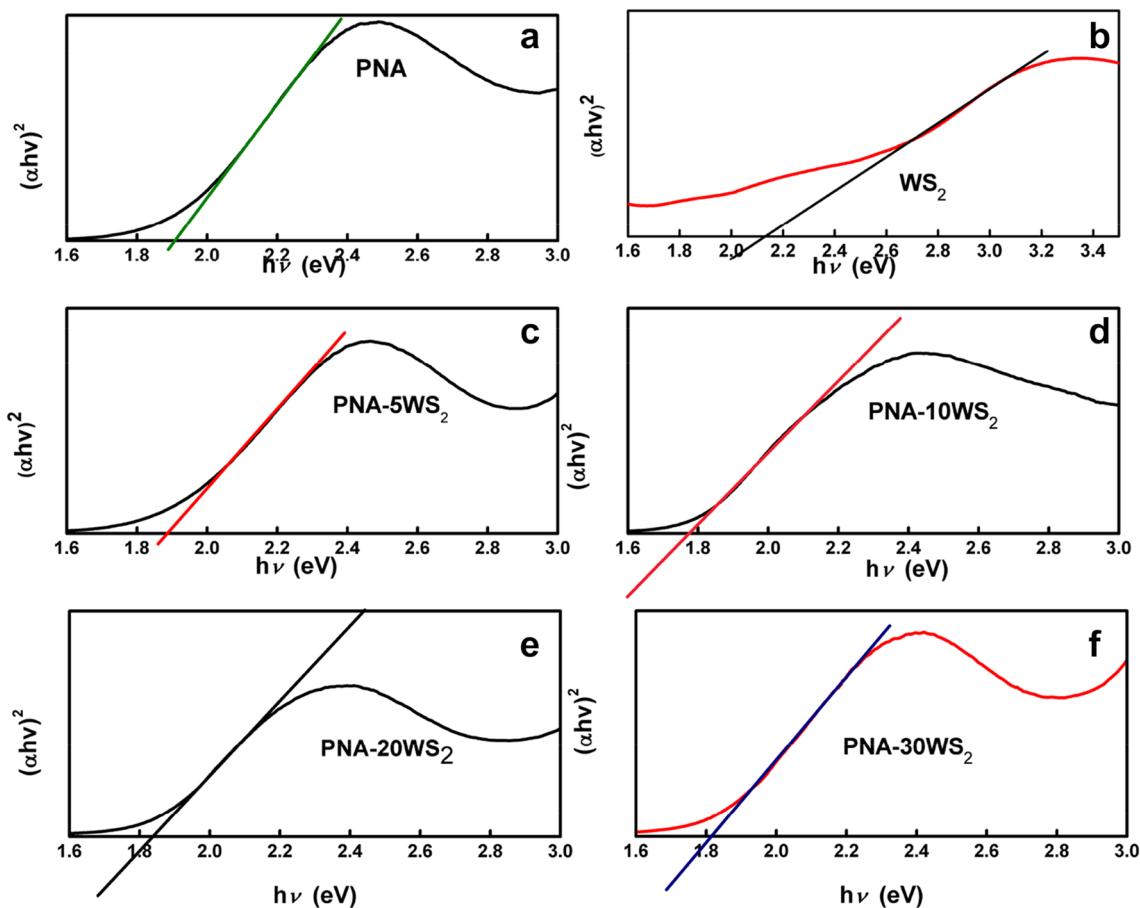 a
PNA
(αhv)²
1.6 1.8 2.0 2.2 2.4 2.6 2.8 3.0
hν (eV)
b
WS₂
(αhv)²
1.6 1.8 2.0 2.2 2.4 2.6 2.8 3.0 3.2 3.4
hν (eV)
c
PNA-5WS₂
(αhv)²
1.6 1.8 2.0 2.2 2.4 2.6 2.8 3.0
hν (eV)
d
PNA-10WS₂
(αhv)²
1.6 1.8 2.0 2.2 2.4 2.6 2.8 3.0
hν (eV)
e
PNA-20WS2
(αhv)²
1.6 1.8 2.0 2.2 2.4 2.6 2.8 3.0
hν (eV)
f
PNA-30WS₂
(αhv)²
1.6 1.8 2.0 2.2 2.4 2.6 2.8 3.0
hν (eV)